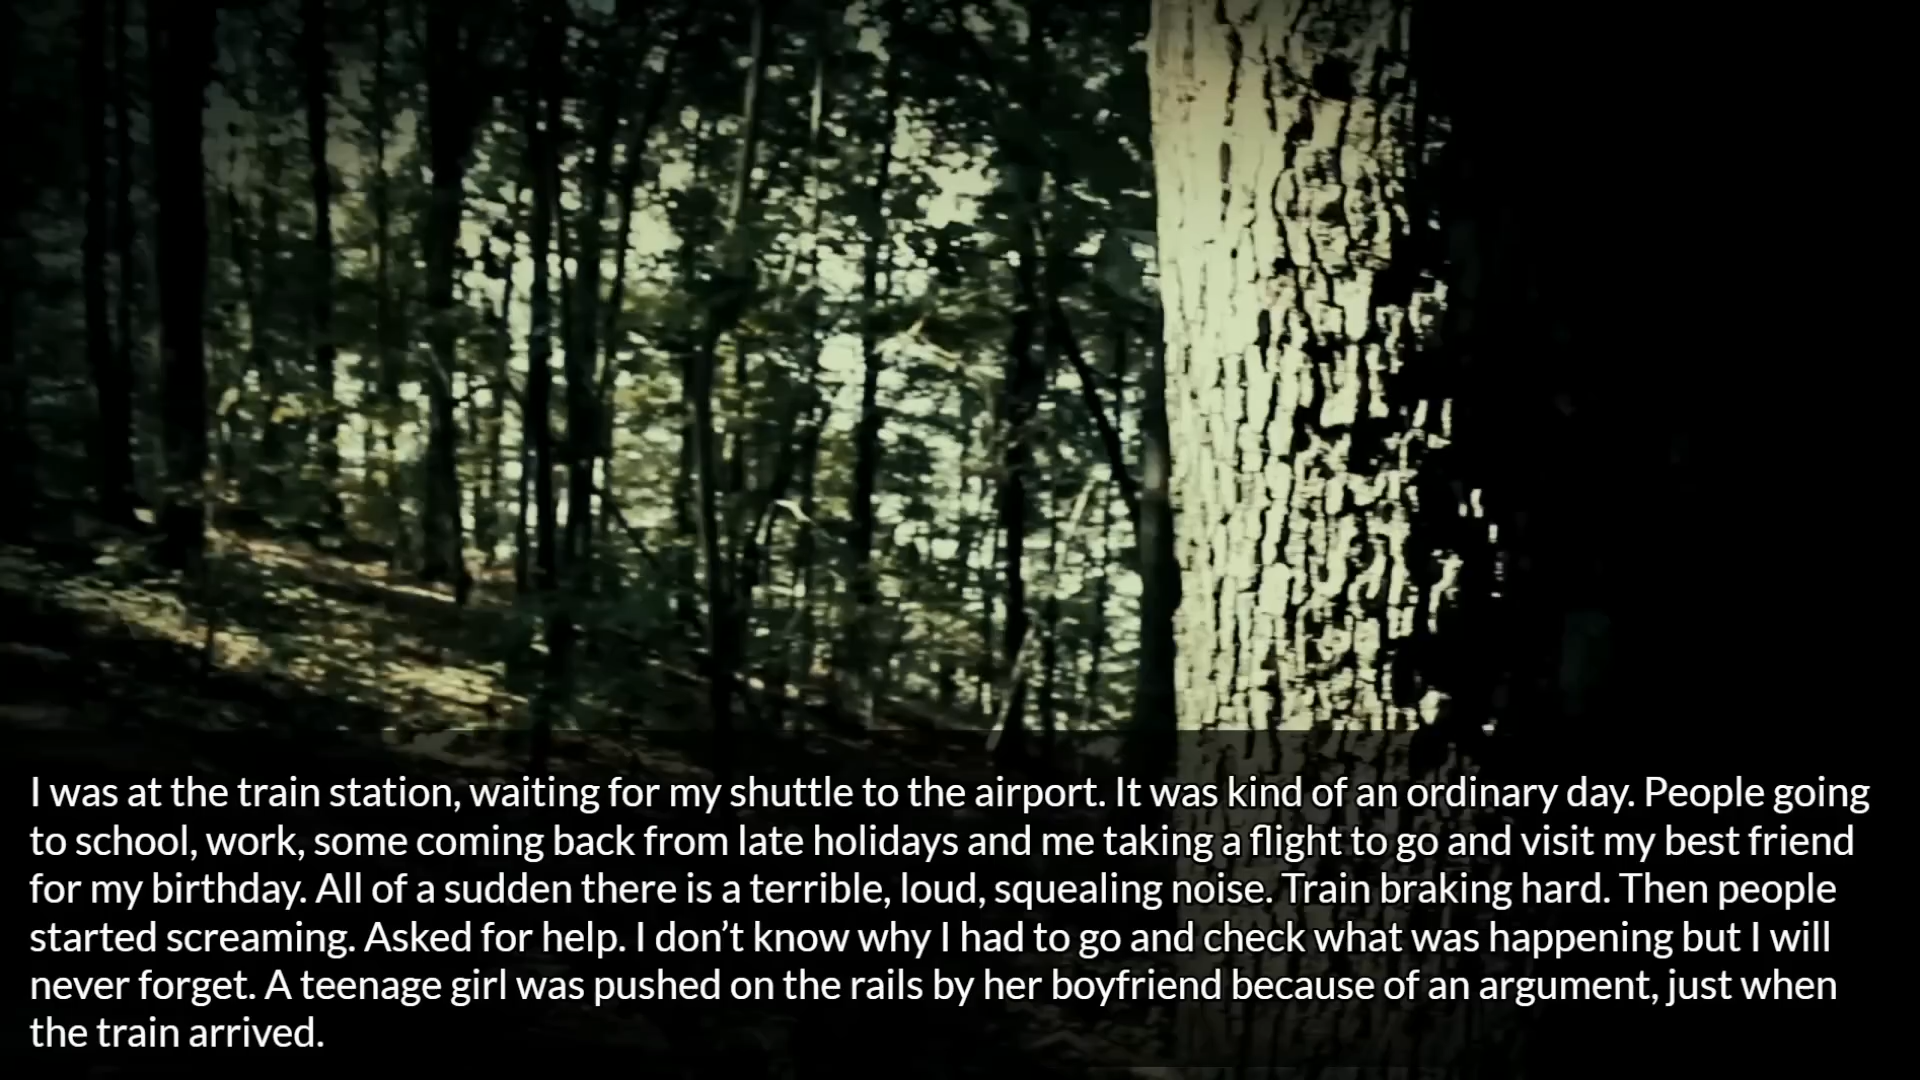 I was at the train station, waiting for my shuttle to the airport. It was kind of an ordinary day. People going
to school, work, some coming back from late holidays and me taking a flight to go and visit my best friend
for my birthday. All of a sudden there is a terrible, loud, squealing noise. Train braking hard. Then people
started screaming. Asked for help. I don’t know why I had to go and check what was happening but I will
never forget. A teenage girl was pushed on the rails by her boyfriend because of an argument, just when
the train arrived.